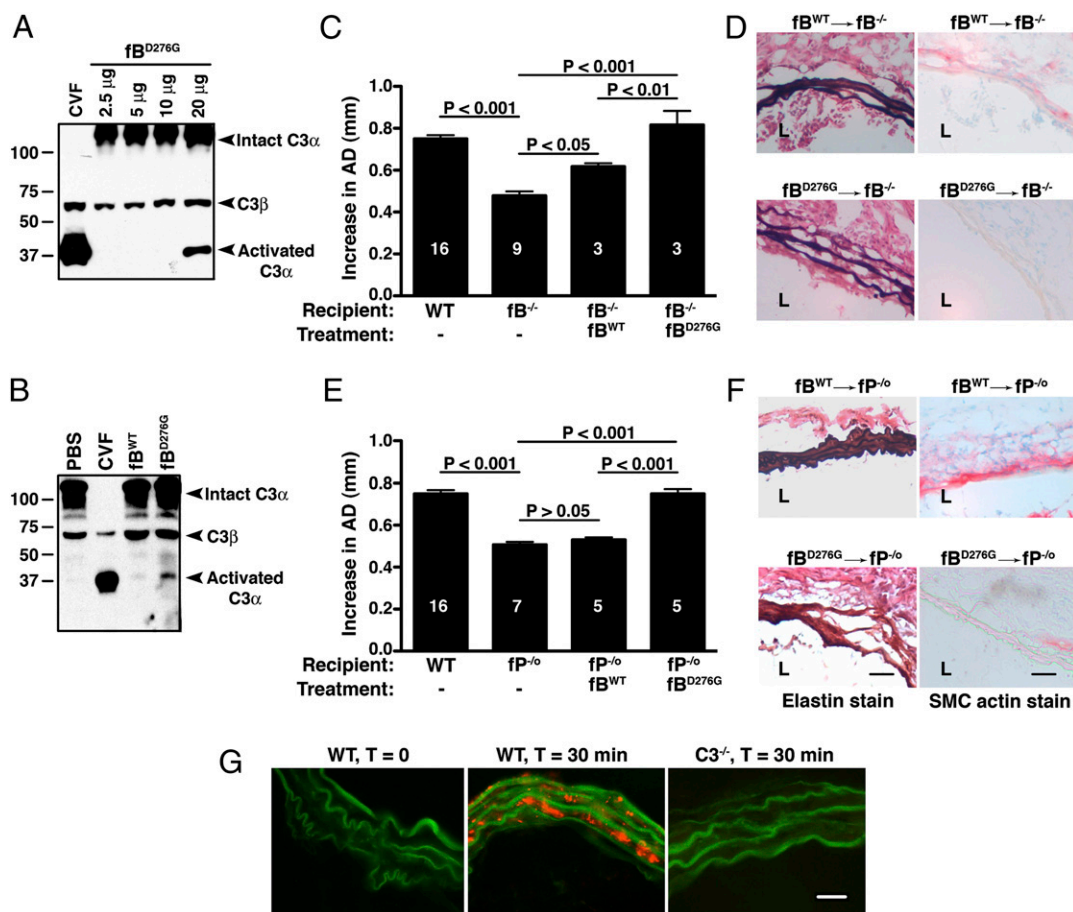 A
fB^D276G
CVF
2.5 µg
5 µg
10 µg
20 µg
100
75
50
37
Intact C3α
C3β
Activated
C3α
B
PBS
CVF
fB^WT
fB^D276G
100
75
50
37
Intact C3α
C3β
Activated
C3α
C
Increase in AD (mm)
1.0
0.8
0.6
0.4
0.2
0.0
P < 0.001
P < 0.001
P < 0.01
P < 0.05
16
9
3
3
Recipient: WT fB^-/- fB^-/- fB^-/-
Treatment: - - fB^WT fB^D276G
D
fB^WT → fB^-/-
fB^WT → fB^-/-
L
L
fB^D276G → fB^-/-
fB^D276G → fB^-/-
L
L
E
Increase in AD (mm)
1.0
0.8
0.6
0.4
0.2
0.0
P < 0.001
P < 0.001
P < 0.001
P > 0.05
16
7
5
5
Recipient: WT fP^-/o fP^-/o fP^-/o
Treatment: - - fB^WT fB^D276G
F
fB^WT → fP^-/o
fB^WT → fP^-/o
L
L
fB^D276G → fP^-/o
fB^D276G → fP^-/o
L
L
Elastin stain
SMC actin stain
G
WT, T = 0
WT, T = 30 min
C3^-/-, T = 30 min